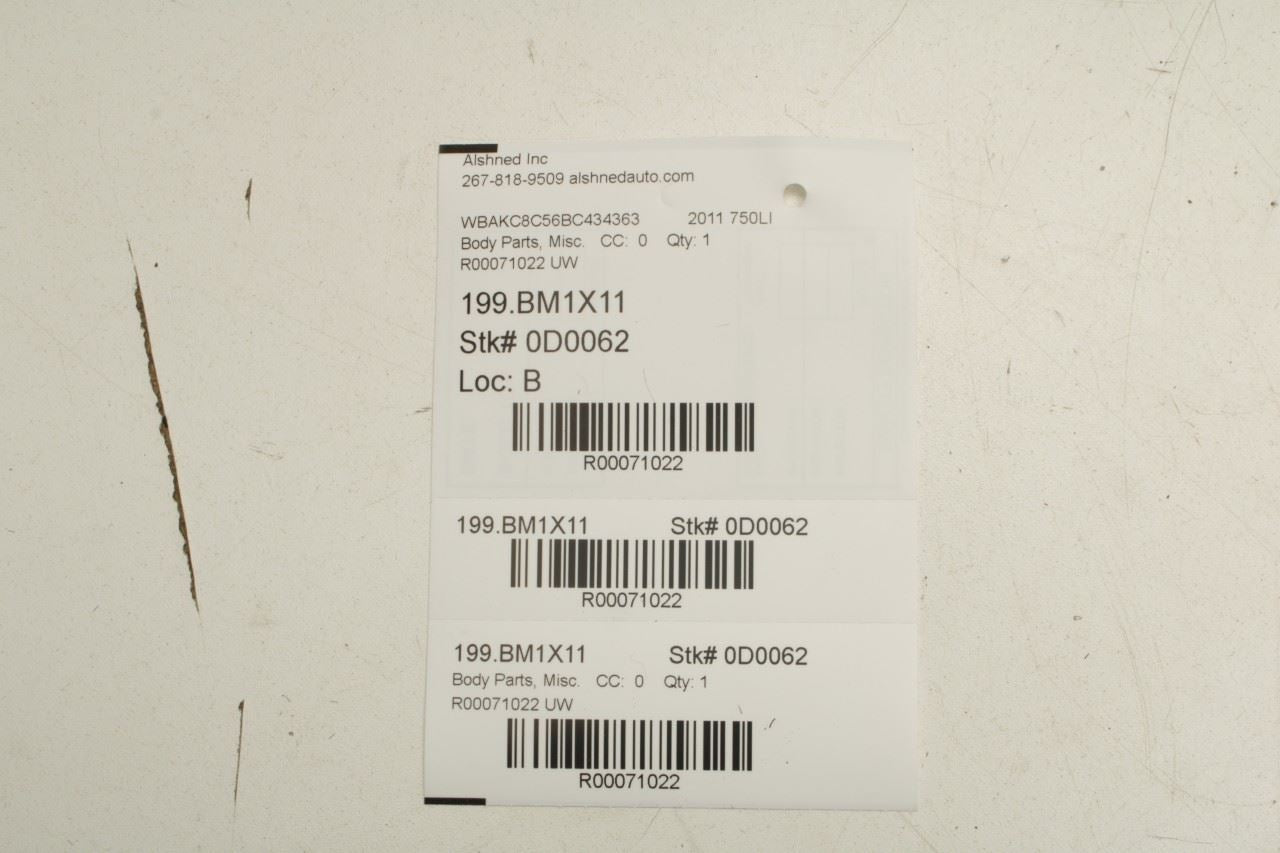 Alshned Inc
267-818-9509 alshnedauto.com
WBAKC8C56BC434363 2011 750LI
Body Parts, Misc. CC: 0 Qty: 1
R00071022 UW
199.BM1X11
Stk# 0D0062
Loc: B
R00071022
199.BM1X11 Stk# 0D0062
R00071022
199.BM1X11 Stk# 0D0062
Body Parts, Misc. CC: 0 Qty: 1
R00071022 UW
R00071022